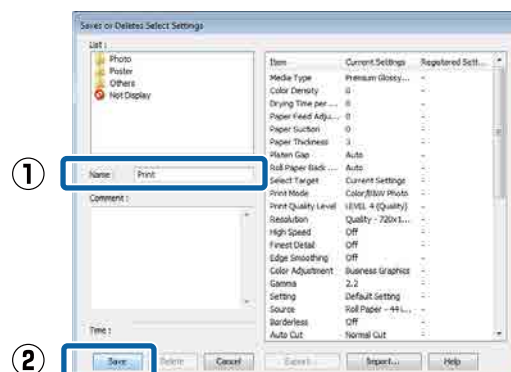 Saves or Deletes Select Settings
List :
Photo
Poster
Others
Not Display
① Name : Print
Comment :
Time :
Item Current Settings Registered Sett...
Media Type Premium Glossy... -
Color Density 0 -
Drying Time per ... 0 -
Paper Feed Adju... 0 -
Paper Suction 0 -
Paper Thickness 3 -
Platen Gap Auto -
Roll Paper Back ... Auto -
Select Target Current Settings -
Print Mode Color/B&W Photo -
Print Quality Level LEVEL 4 (Quality) -
Resolution Quality - 720x1... -
High Speed Off -
Finest Detail Off -
Edge Smoothing Off -
Color Adjustment Business Graphics -
Gamma 2.2 -
Setting Default Setting -
Source Roll Paper - 44 i... -
Borderless Off -
Auto Cut Normal Cut -
② Save Delete Cancel Export... Import... Help